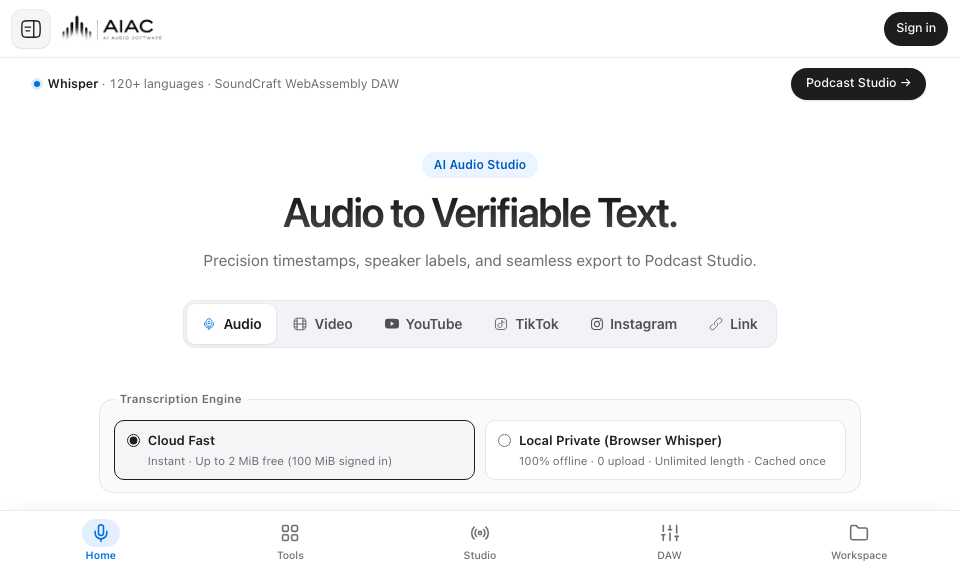 AIAC
AI AUDIO SOFTWARE
Sign in
Whisper · 120+ languages · SoundCraft WebAssembly DAW
Podcast Studio →
AI Audio Studio
Audio to Verifiable Text.
Precision timestamps, speaker labels, and seamless export to Podcast Studio.
Audio Video YouTube TikTok Instagram Link
Transcription Engine
Cloud Fast
Instant · Up to 2 MiB free (100 MiB signed in)
Local Private (Browser Whisper)
100% offline · 0 upload · Unlimited length · Cached once
Home Tools Studio DAW Workspace